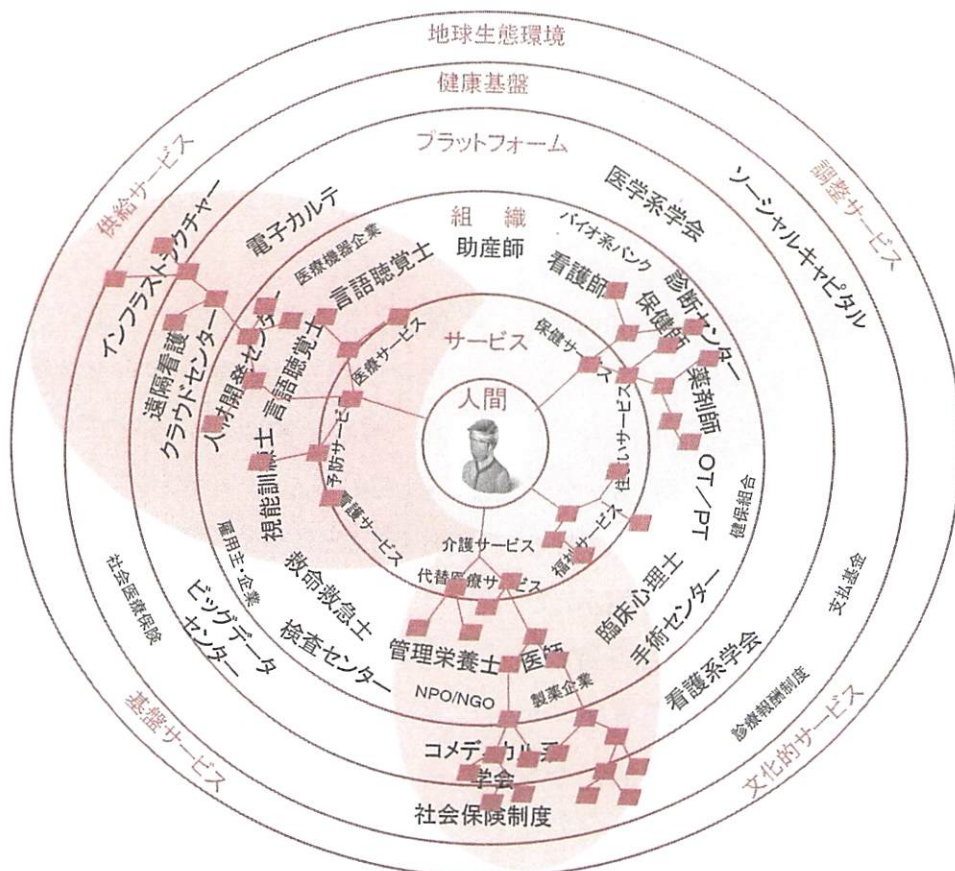 地球生態環境
健康基盤
プラットフォーム
組 織
サービス
人間
供給サービス
調整サービス
基盤サービス
文化的サービス
インフラストラクチャー
ソーシャルキャピタル
社会医療保険
支払基金
診療報酬制度
社会保険制度
電子カルテ
医学系学会
遠隔看護
クラウドセンター
ビッグデータ
センター
看護系学会
コメディカル系
学会
医療機器企業
バイオ系バンク
診断センター
人材開発センター
雇用主・企業
検査センター
NPO/NGO
製薬企業
手術センター
健保組合
助産師
看護師
保健師
薬剤師
OT/PT
臨床心理士
医師
管理栄養士
救命救急士
視能訓練士
言語聴覚士
言語聴覚士
医療サービス
保健サービス
住まいサービス
福祉サービス
介護サービス
代替医療サービス
看護サービス
予防サービス